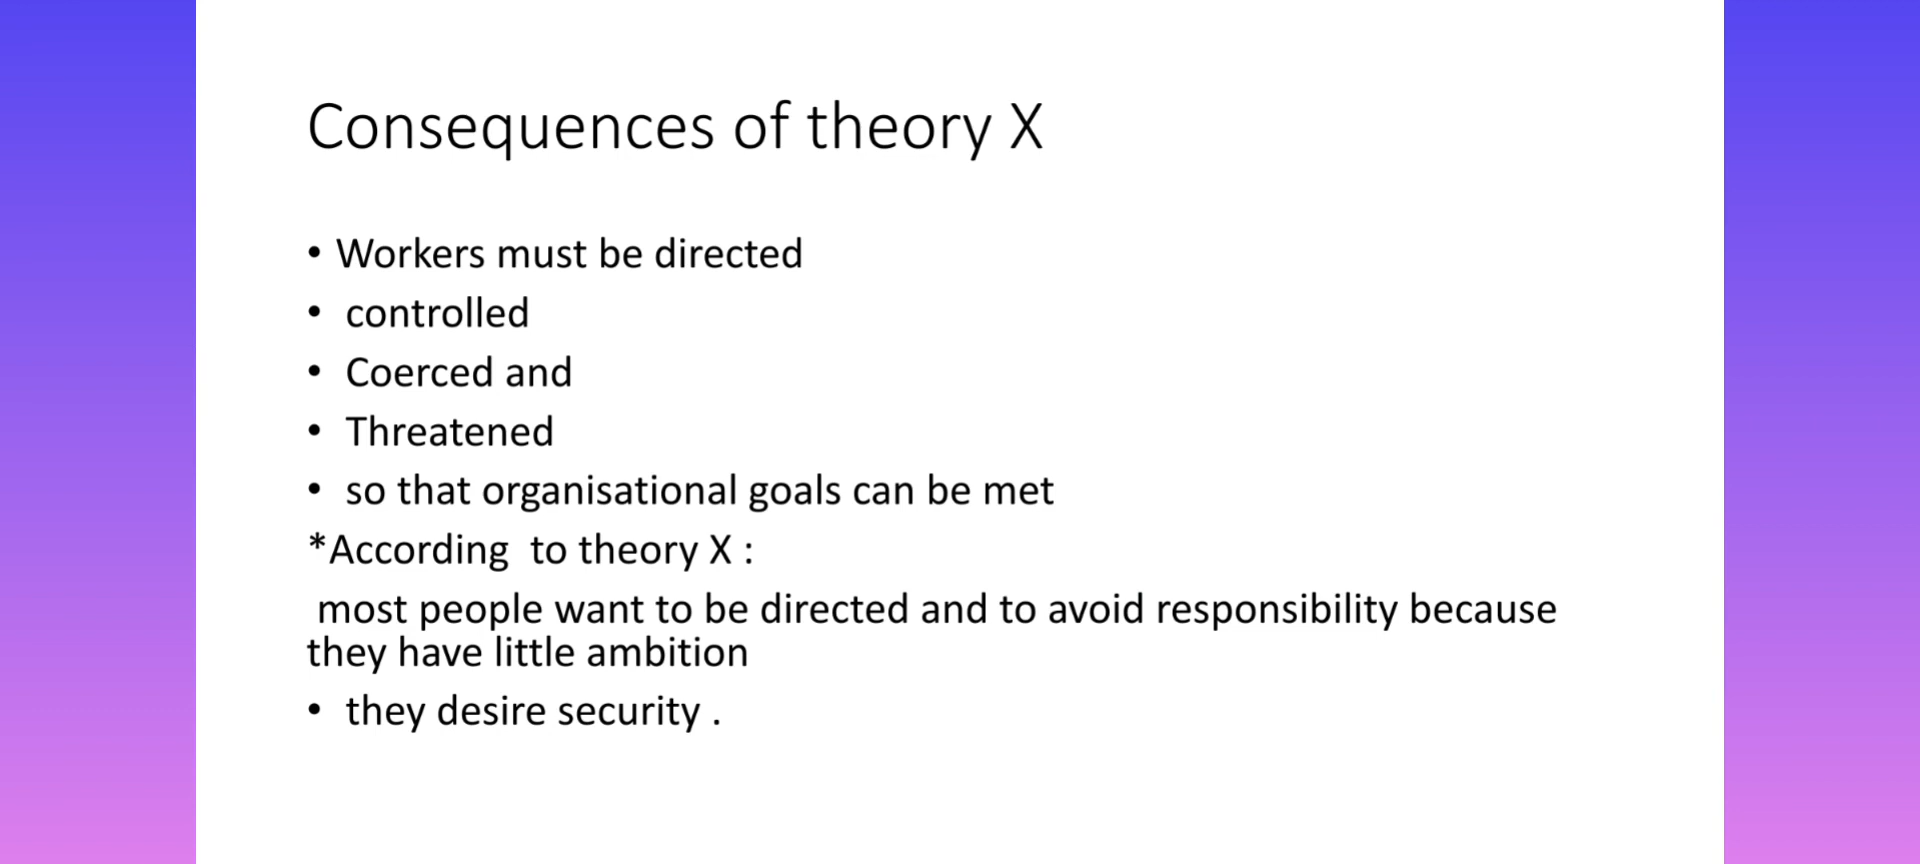 Consequences of theory X
• Workers must be directed
• controlled
• Coerced and
• Threatened
• so that organisational goals can be met
*According  to theory X :
most people want to be directed and to avoid responsibility because
they have little ambition
• they desire security .